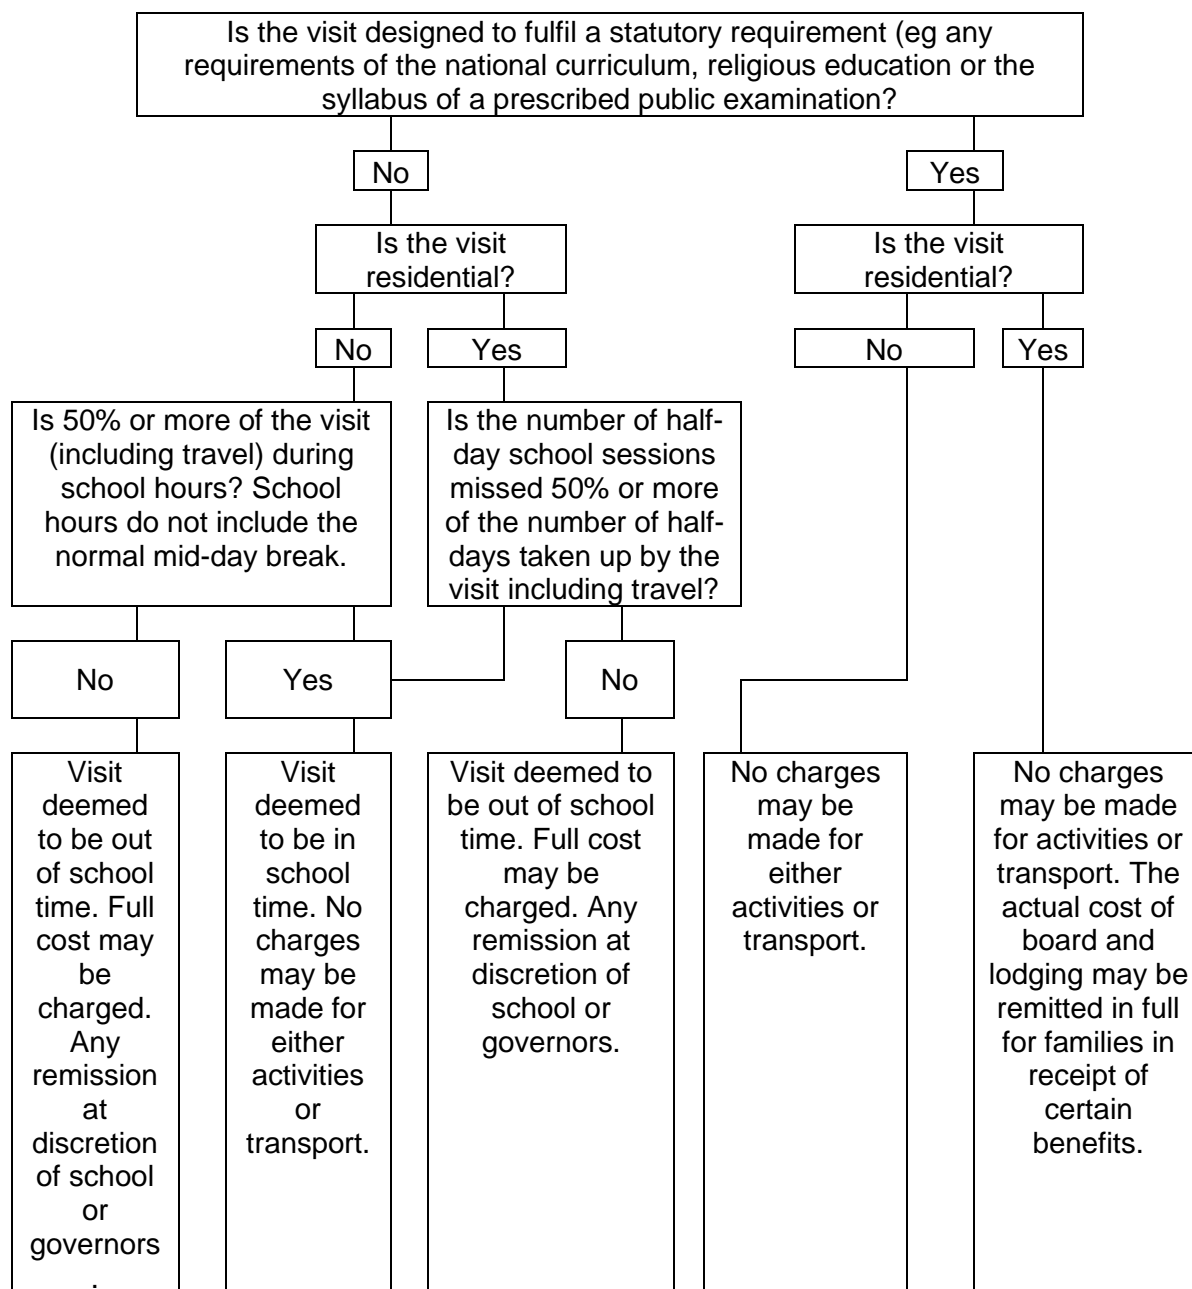 Is the visit designed to fulfil a statutory requirement (eg any
requirements of the national curriculum, religious education or the
syllabus of a prescribed public examination?
No
Yes
Is the visit
residential?
Is the visit
residential?
No
Yes
No
Yes
Is 50% or more of the visit
(including travel) during
school hours? School
hours do not include the
normal mid-day break.
Is the number of half-
day school sessions
missed 50% or more
of the number of half-
days taken up by the
visit including travel?
No
Yes
No
Visit
deemed
to be out
of school
time. Full
cost may
be
charged.
Any
remission
at
discretion
of school
or
governors
.
Visit
deemed
to be in
school
time. No
charges
may be
made for
either
activities
or
transport.
Visit deemed to
be out of school
time. Full cost
may be
charged. Any
remission at
discretion of
school or
governors.
No charges
may be
made for
either
activities or
transport.
No charges
may be made
for activities or
transport. The
actual cost of
board and
lodging may be
remitted in full
for families in
receipt of
certain
benefits.